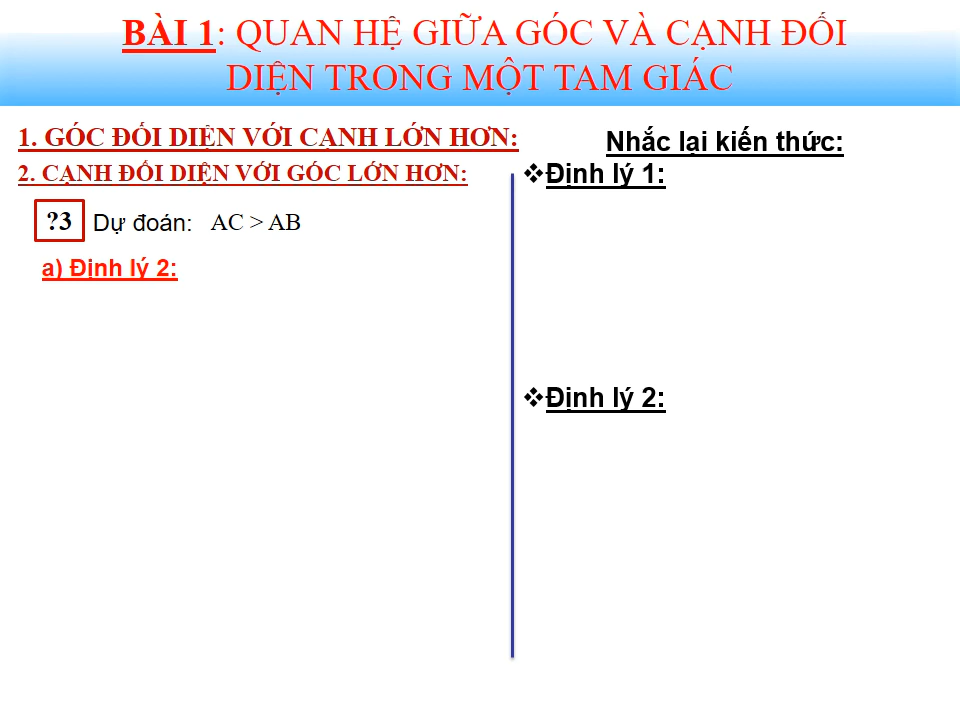 BÀI 1: QUAN HỆ GIỮA GÓC VÀ CẠNH ĐỐI
DIỆN TRONG MỘT TAM GIÁC
1. GÓC ĐỐI DIỆN VỚI CẠNH LỚN HƠN:
2. CẠNH ĐỐI DIỆN VỚI GÓC LỚN HƠN:
?3 Dự đoán: AC > AB
a) Định lý 2:
Nhắc lại kiến thức:
❖Định lý 1:
❖Định lý 2: